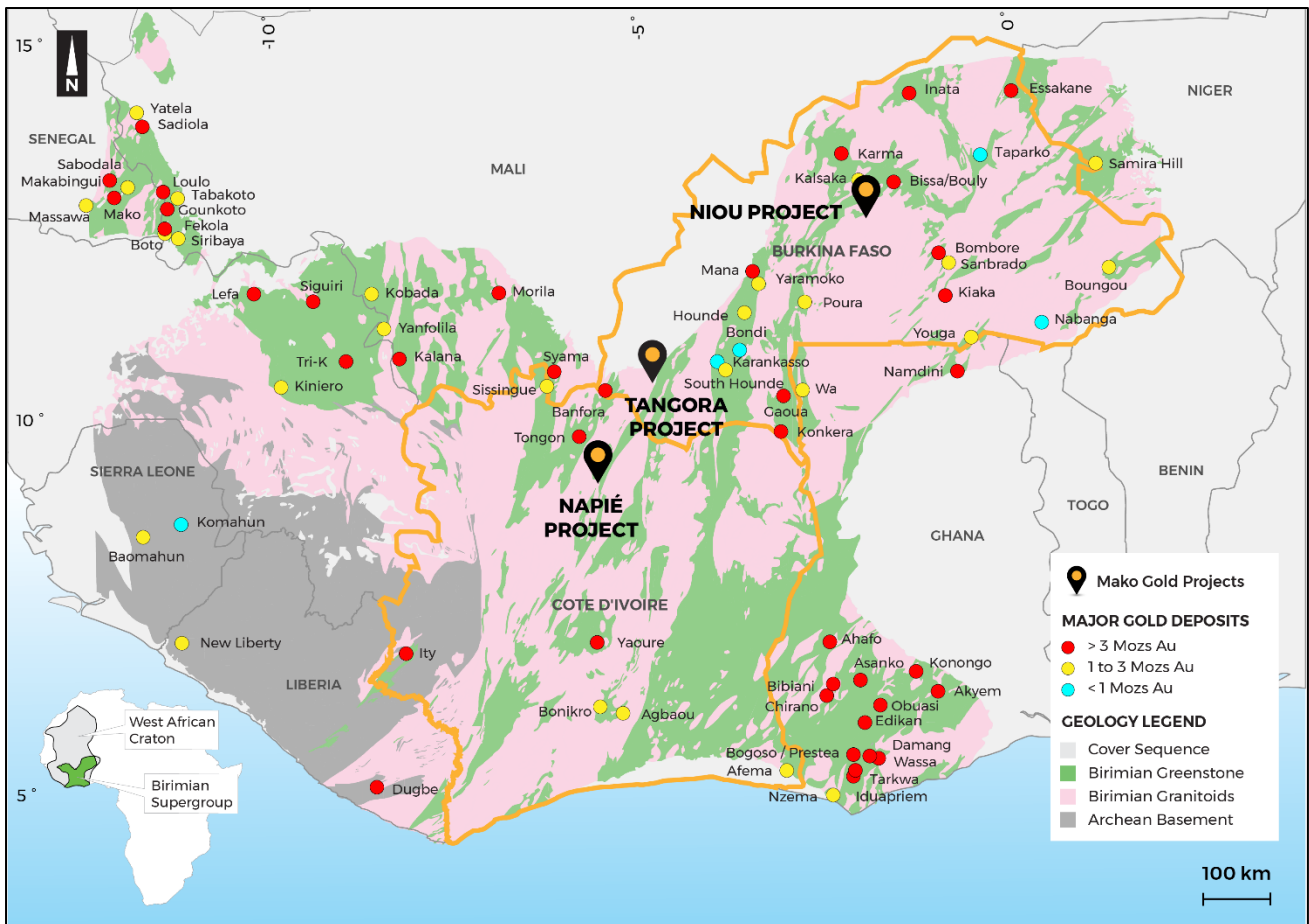 -10°
-5°
0°
15°
N
NIGER
SENEGAL
MALI
Yatela
Sadiola
Sabodala
Makabingui
Loulo
Tabakoto
Massawa
Mako
Gounkoto
Fekola
Boto
Siribaya
Inata
Essakane
Karma
Taparko
Samira Hill
Kalsaka
Bissa/Bouly
NIOU PROJECT
BURKINA FASO
Bombore
Sanbrado
Mana
Yaramoko
Boungou
Lefa
Siguiri
Kobada
Morila
Kiaka
Poura
Hounde
Nabanga
Yanfolila
Bondi
Youga
Tri-K
Kalana
Syama
Karankasso
Namdini
Kiniero
Sissingue
South Hounde
Wa
Banfora
TANGORA
PROJECT
Gaoua
10°
Tongon
Konkera
SIERRA LEONE
BENIN
NAPIÉ
PROJECT
TOGO
Komahun
Baomahun
GHANA
COTE D'IVOIRE
New Liberty
Yaoure
Ity
Ahafo
Asanko
Konongo
LIBERIA
Bibiani
Chirano
Akyem
Obuasi
Bonikro
Agbaou
Edikan
Bogoso / Prestea
Damang
Wassa
Afema
Tarkwa
Dugbe
5°
Nzema
Iduapriem
West African
Craton
Birimian
Supergroup
Mako Gold Projects
MAJOR GOLD DEPOSITS
> 3 Mozs Au
1 to 3 Mozs Au
< 1 Mozs Au
GEOLOGY LEGEND
Cover Sequence
Birimian Greenstone
Birimian Granitoids
Archean Basement
100 km